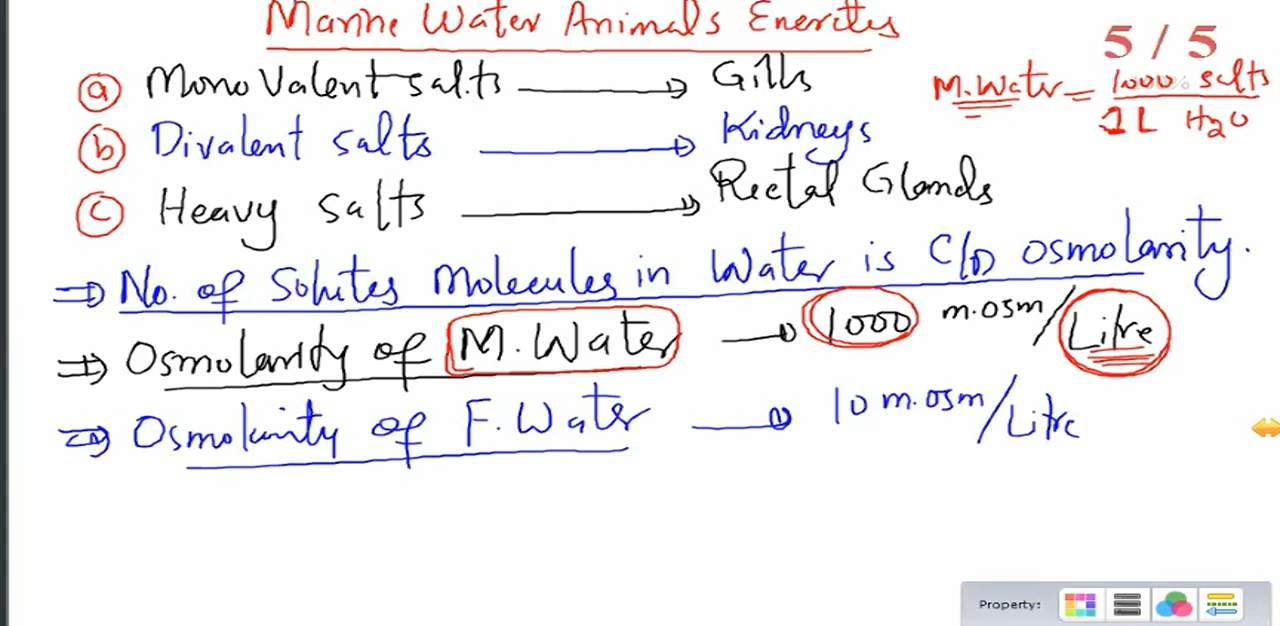 Marine Water Animals Enerites
5 / 5
ⓐ Mono Valent salts → Gills
M. Water = 1000 salts / 1L H2O
ⓑ Divalent salts → Kidneys
ⓒ Heavy salts → Rectal Glands
⇒ No. of Solutes Molecules in Water is C/D osmolarity.
⇒ Osmolarity of M. Water → 1000 m.osm/Litre
⇒ Osmolarity of F. Water → 10 m.osm/Litre
Property: